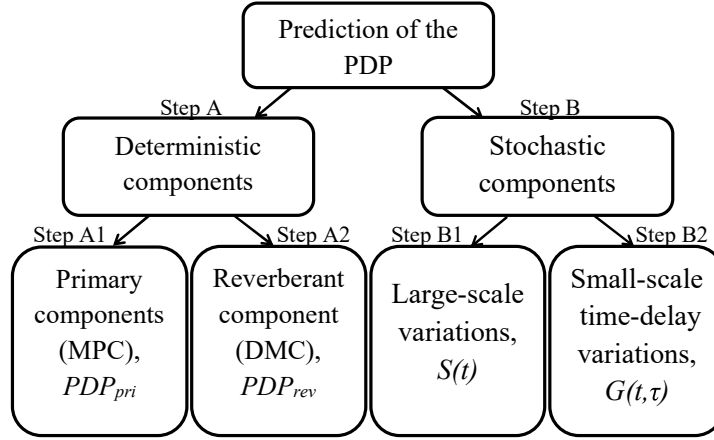 Prediction of the
PDP
Step A
Step B
Deterministic
components
Stochastic
components
Step A1
Step A2
Step B1
Step B2
Primary
components
(MPC),
PDPpri
Reverberant
component
(DMC),
PDPrev
Large-scale
variations,
S(t)
Small-scale
time-delay
variations,
G(t,τ)